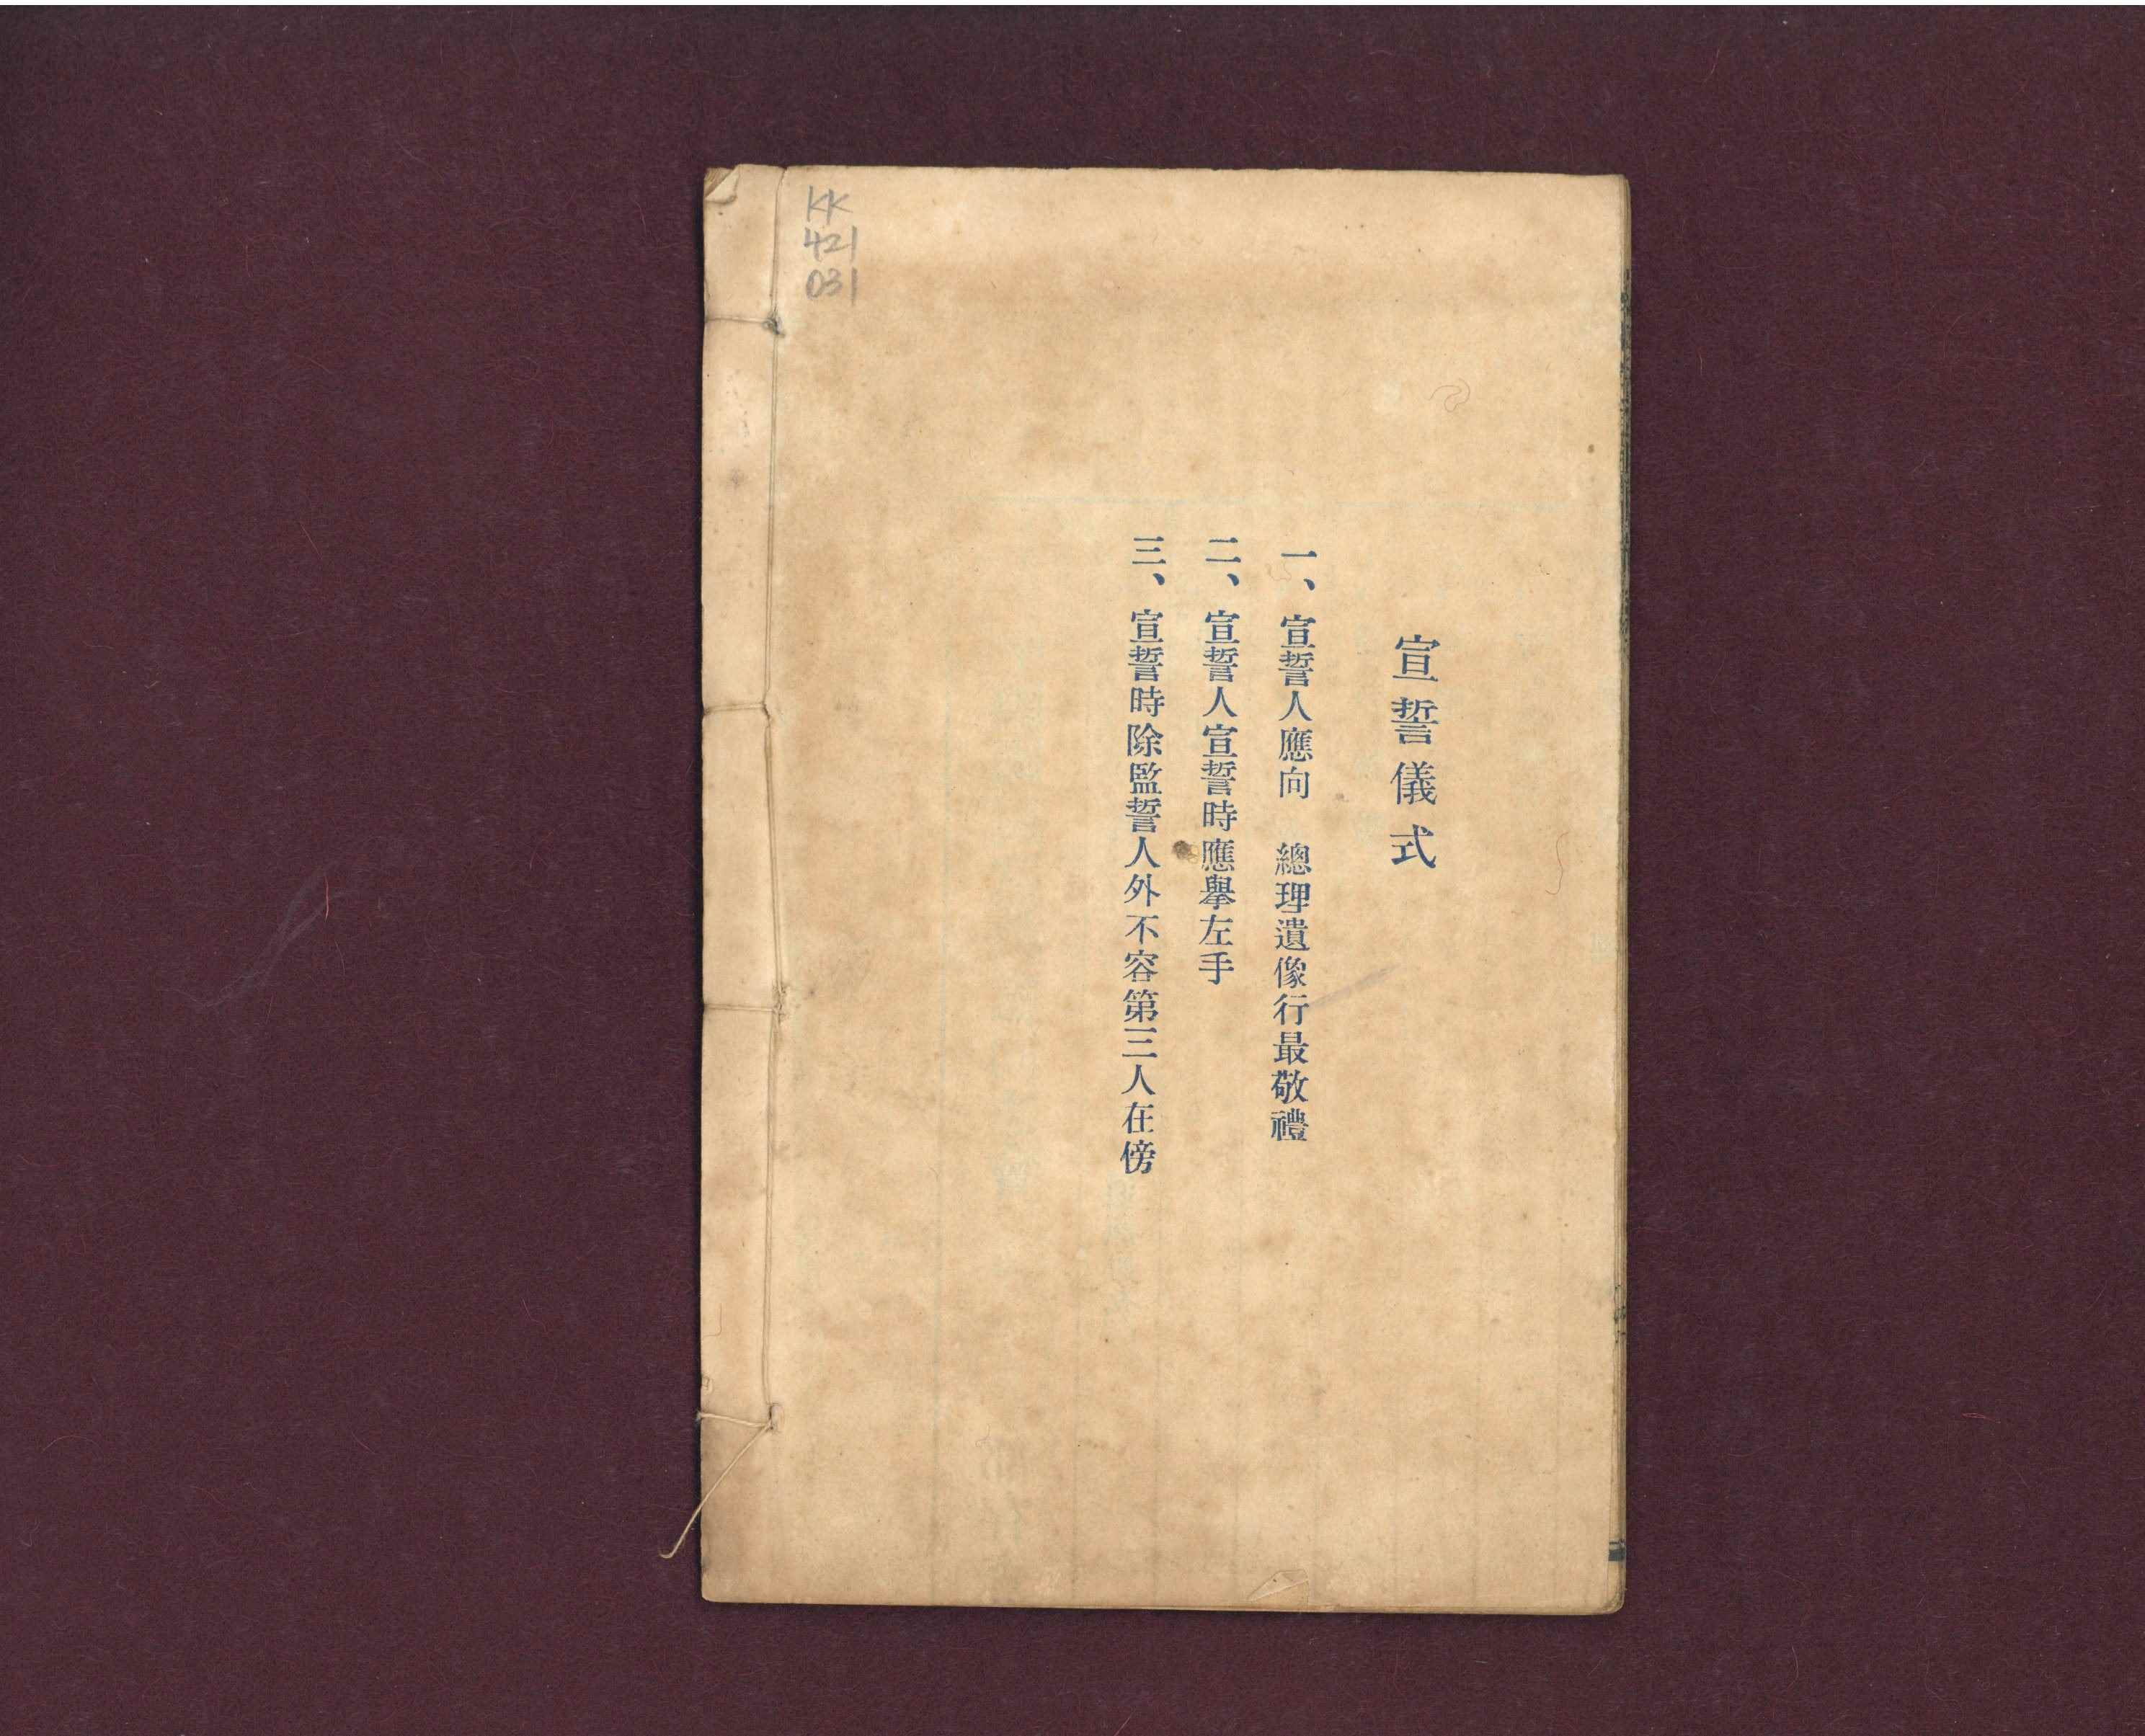 KK
421
031
宣誓儀式
一、宣誓人應向　總理遺像行最敬禮
二、宣誓人宣誓時應舉左手
三、宣誓時除監誓人外不容第三人在傍